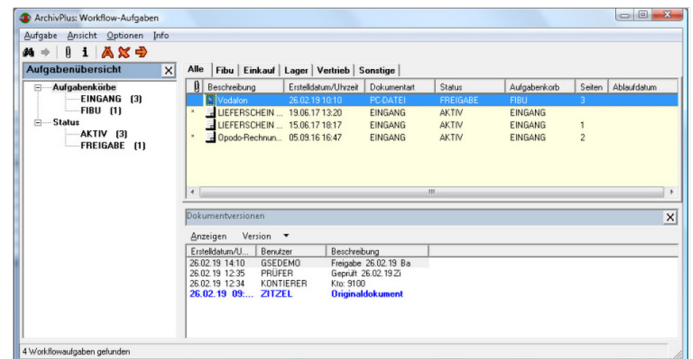 ArchivPlus: Workflow-Aufgaben
Aufgabe Ansicht Optionen Info
Aufgabenübersicht
Aufgabenkörbe
EINGANG (3)
FIBU (1)
Status
AKTIV (3)
FREIGABE (1)
Alle Fibu Einkauf Lager Vertrieb Sonstige
Beschreibung Erstelldatum/Uhrzeit Dokumentart Status Aufgabenkorb Seiten Ablaufdatum
Vodalon 26.02.19 10:10 PC-DATEI FREIGABE FIBU 3
* LIEFERSCHEIN ... 19.06.17 13:20 EINGANG AKTIV EINGANG
LIEFERSCHEIN ... 15.06.17 18:17 EINGANG AKTIV EINGANG 1
* Opodo-Rechnun... 05.09.16 16:47 EINGANG AKTIV EINGANG 2
Dokumentversionen
Anzeigen Version
Erstelldatum/U... Benutzer Beschreibung
26.02.19 14:10 GSEDEMO Freigabe 26.02.19 Ba
26.02.19 12:35 PRÜFER Geprüft 26.02.19 Zi
26.02.19 12:34 KONTIERER Kto: 9100
26.02.19 09:... ZITZEL Originaldokument
4 Workflowaufgaben gefunden